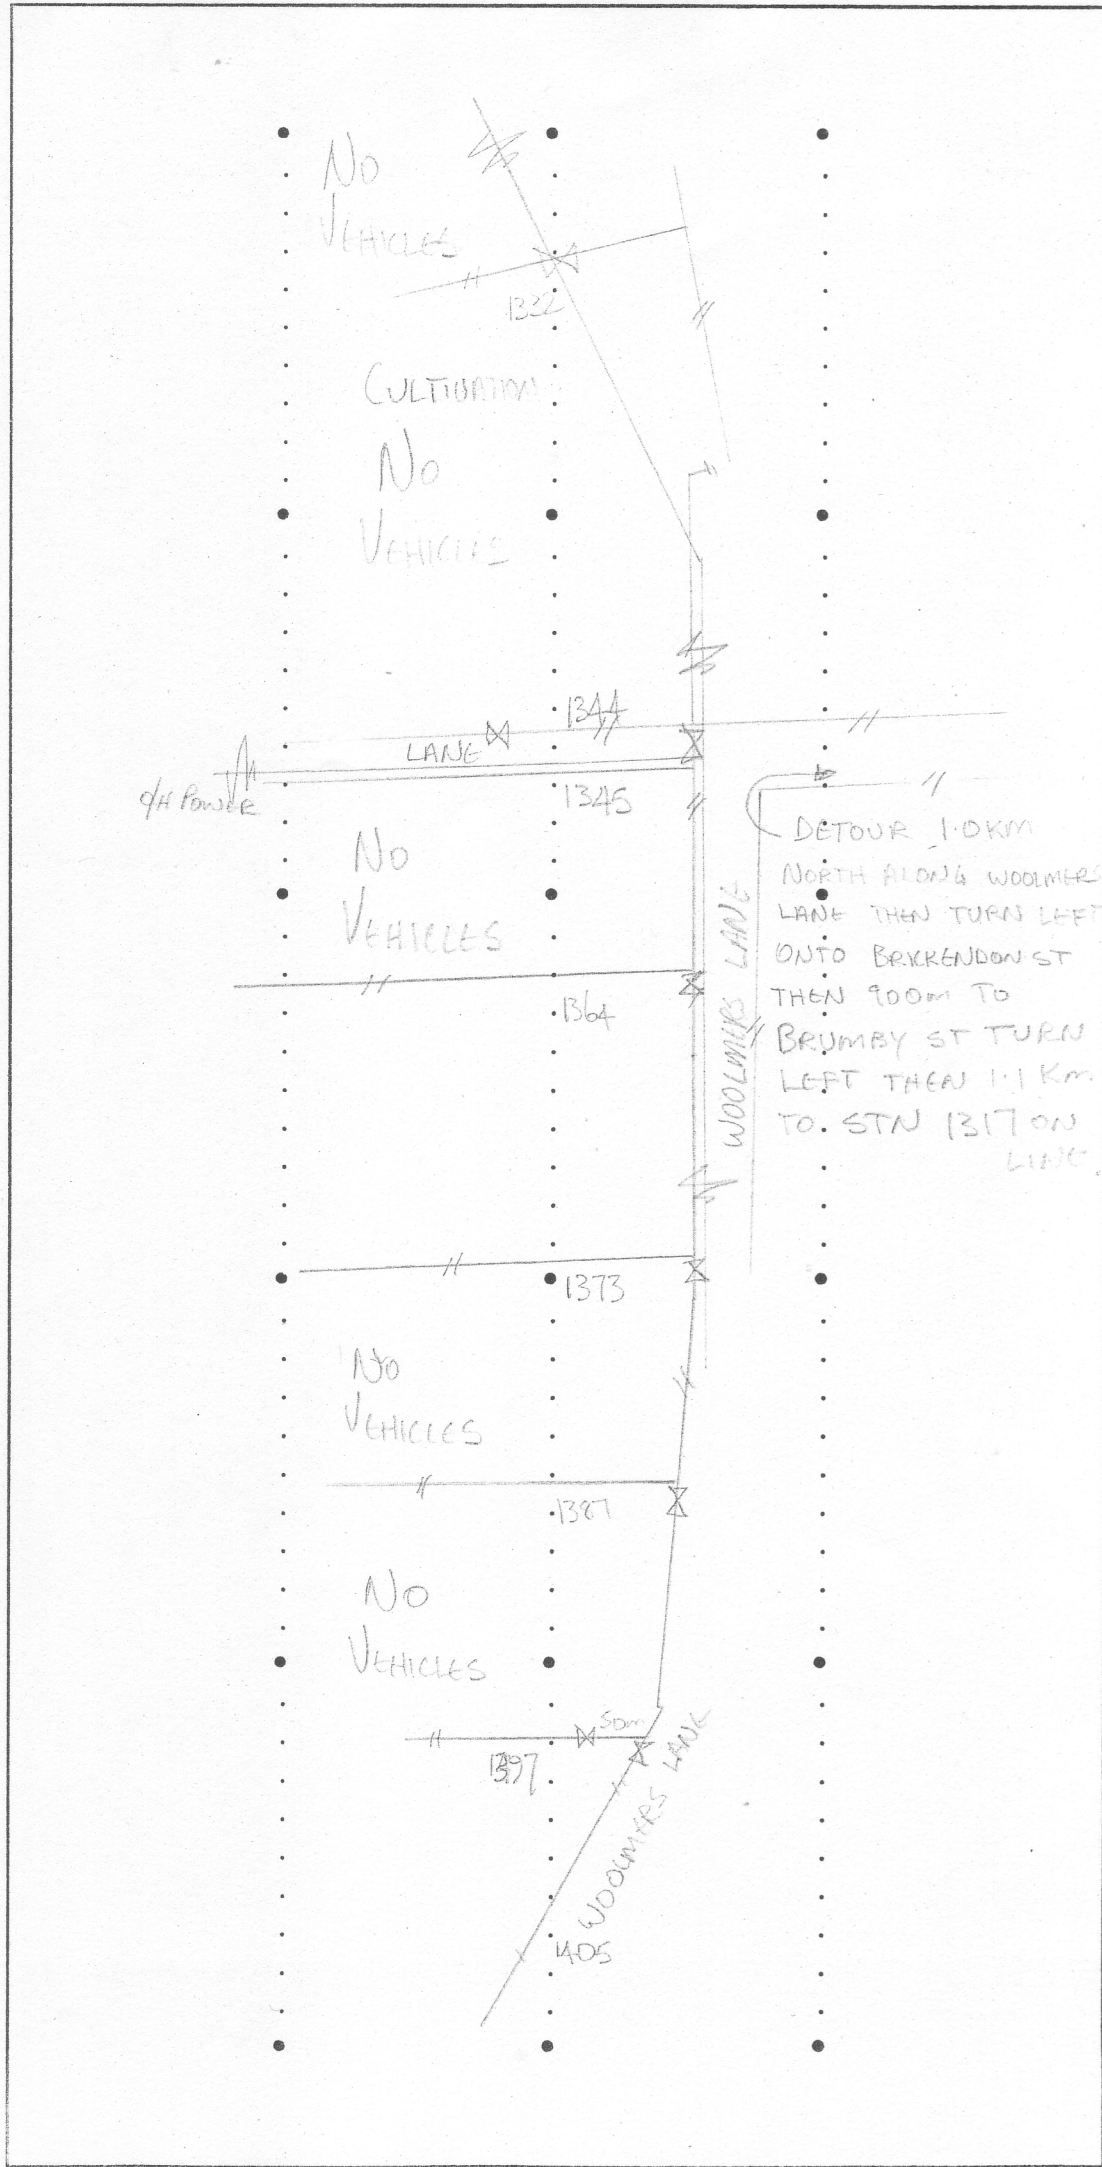 No
VEHICLES
1332
CULTIVATION
No
VEHICLES
1344
LANE
O/H POWER
1345
DETOUR 1.0KM
NORTH ALONG WOOLMERS
LANE THEN TURN LEFT
ONTO BRICKENDON ST
THEN 900m TO
BRUMBY ST TURN
LEFT THEN 1.1 Km
TO STN 1317 ON
LINE.
No
VEHICLES
WOOLMERS LANE
1364
1373
No
VEHICLES
1387
No
VEHICLES
50m
1397
WOOLMERS LANE
1405